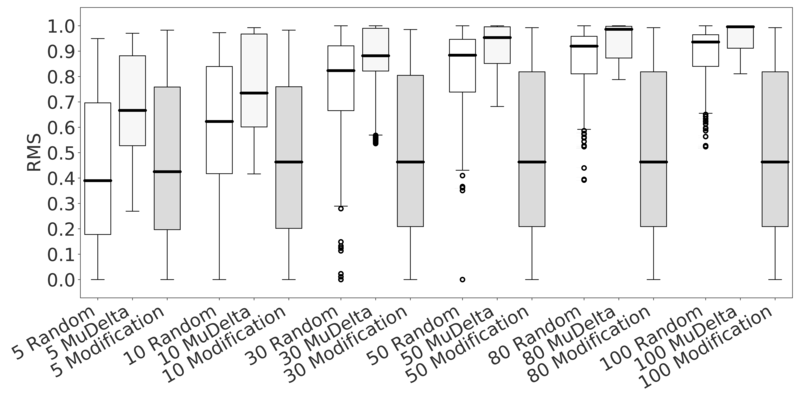 1.0
0.9
0.8
0.7
0.6
0.5
0.4
0.3
0.2
0.1
0.0
RMS
5 Random
5 MuDelta
5 Modification
10 Random
10 MuDelta
10 Modification
30 Random
30 MuDelta
30 Modification
50 Random
50 MuDelta
50 Modification
80 Random
80 MuDelta
80 Modification
100 Random
100 MuDelta
100 Modification